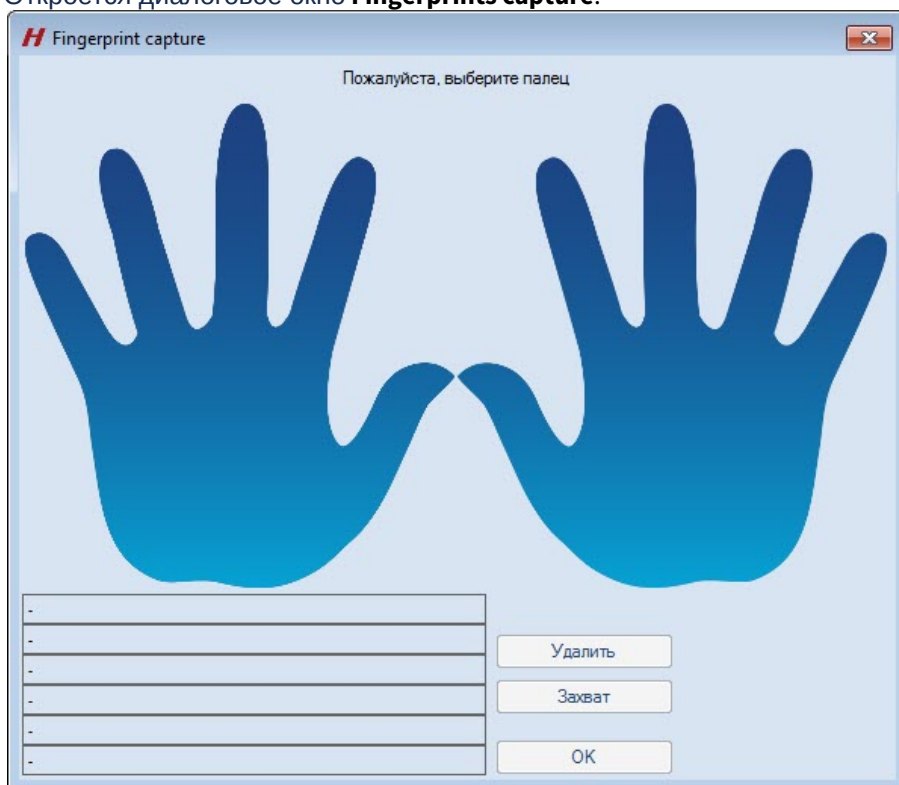 Откроется диалоговое окно Fingerprints capture:
H Fingerprint capture
Пожалуйста, выберите палец
-
-
Удалить
-
-
Захват
-
-
OK